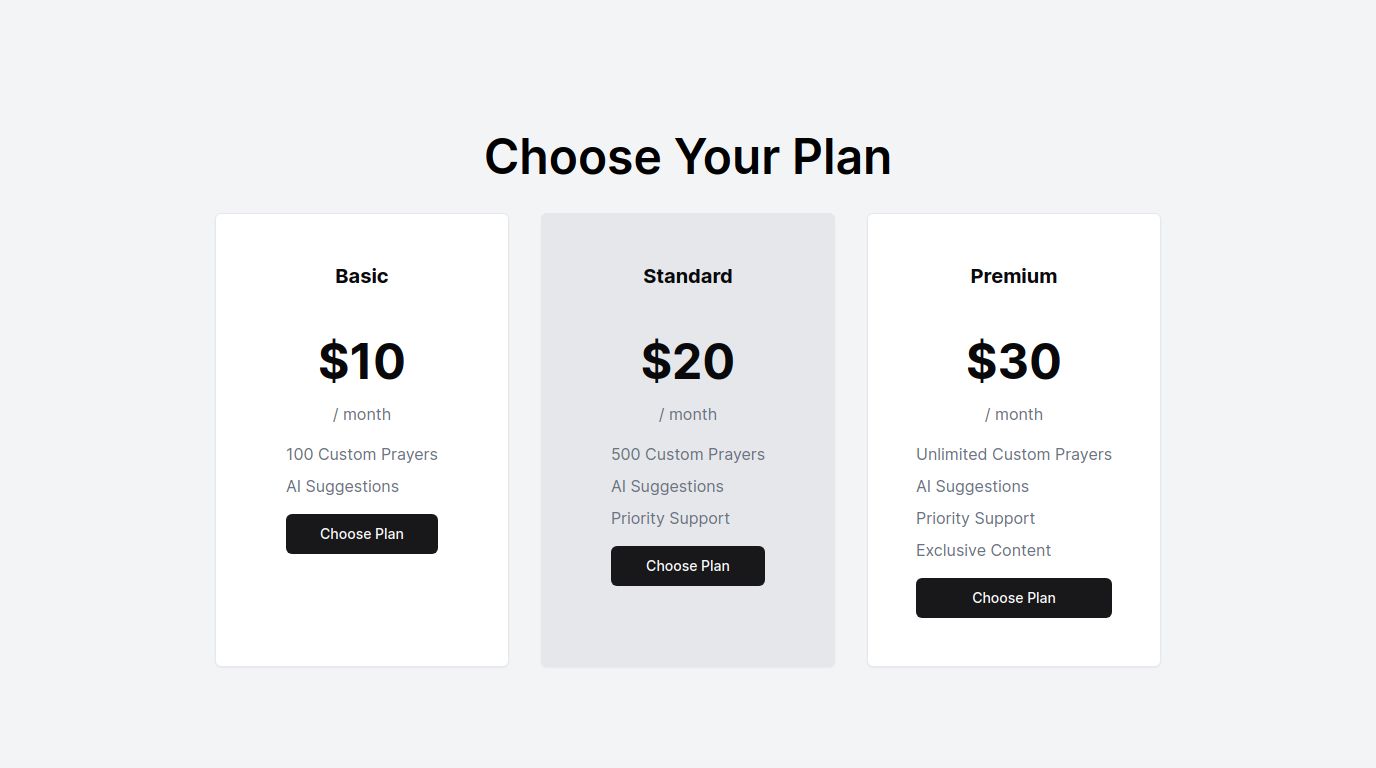 Choose Your Plan
Basic
$10
/ month
100 Custom Prayers
AI Suggestions
Choose Plan
Standard
$20
/ month
500 Custom Prayers
AI Suggestions
Priority Support
Choose Plan
Premium
$30
/ month
Unlimited Custom Prayers
AI Suggestions
Priority Support
Exclusive Content
Choose Plan